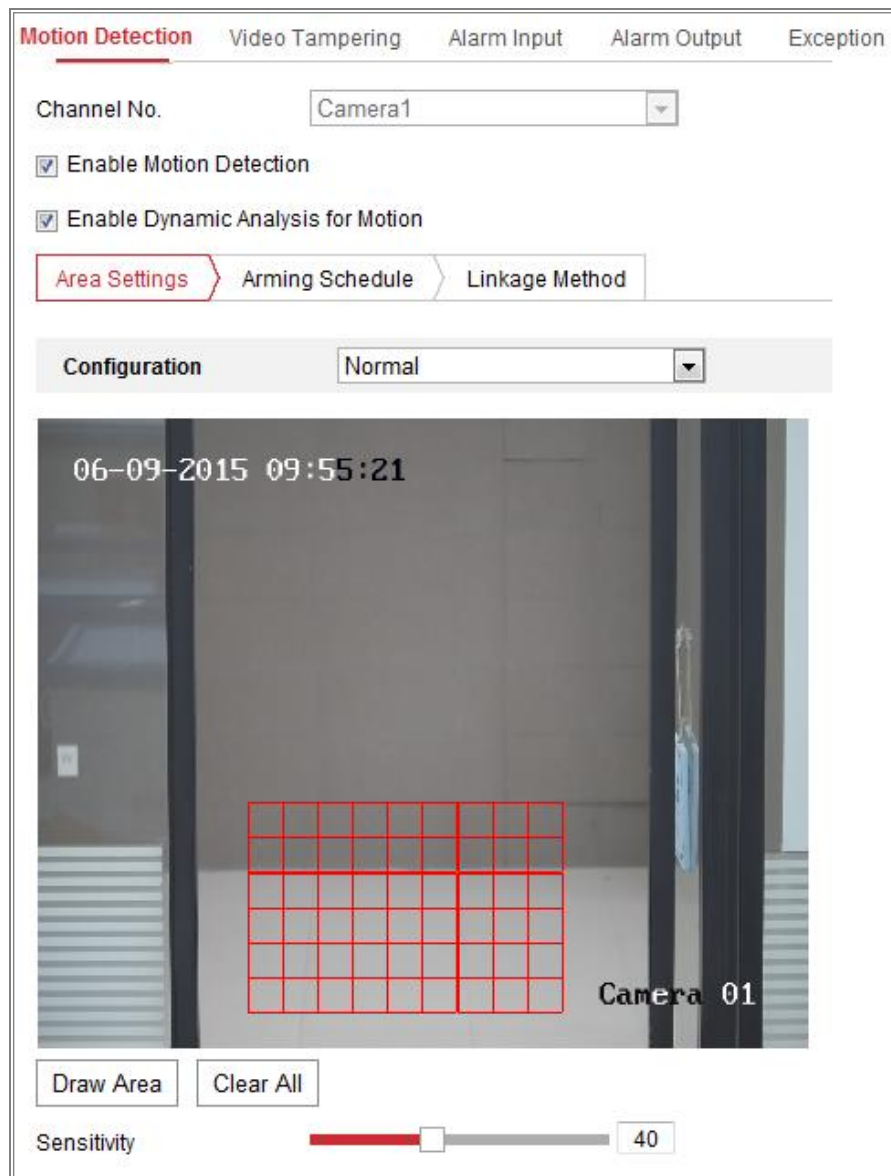 Motion Detection Video Tampering Alarm Input Alarm Output Exception
Channel No. Camera1
Enable Motion Detection
Enable Dynamic Analysis for Motion
Area Settings Arming Schedule Linkage Method
Configuration Normal
06-09-2015 09:55:21
Camera 01
Draw Area Clear All
Sensitivity 40